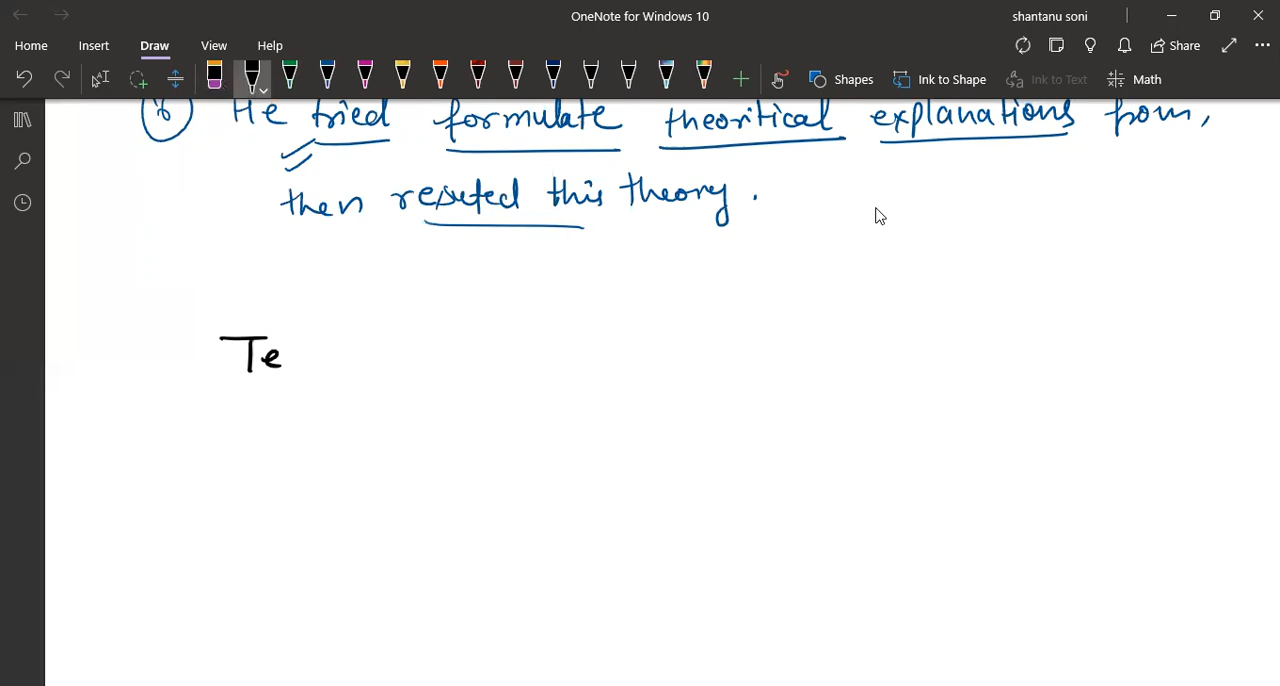 OneNote for Windows 10
shantanu soni
Home Insert Draw View Help
Share
Shapes Ink to Shape Ink to Text Math
He tried formulate theoritical explanations from,
then resuted this theory.
Te